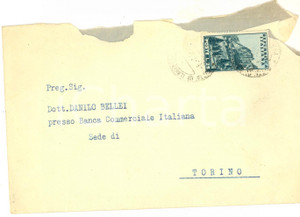 Preg.Sig.
Dott.DANILO BELLEI
presso Banca Commerciale Italiana
Sede di
TORINO